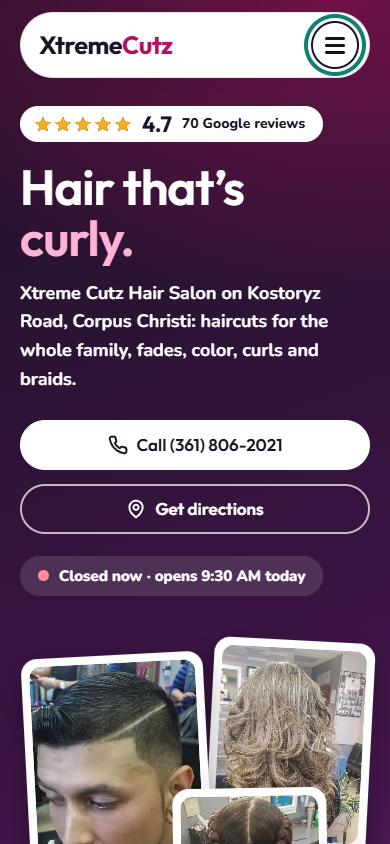 XtremeCutz
4.7 70 Google reviews
Hair that’s
curly.
Xtreme Cutz Hair Salon on Kostoryz
Road, Corpus Christi: haircuts for the
whole family, fades, color, curls and
braids.
Call (361) 806-2021
Get directions
Closed now · opens 9:30 AM today